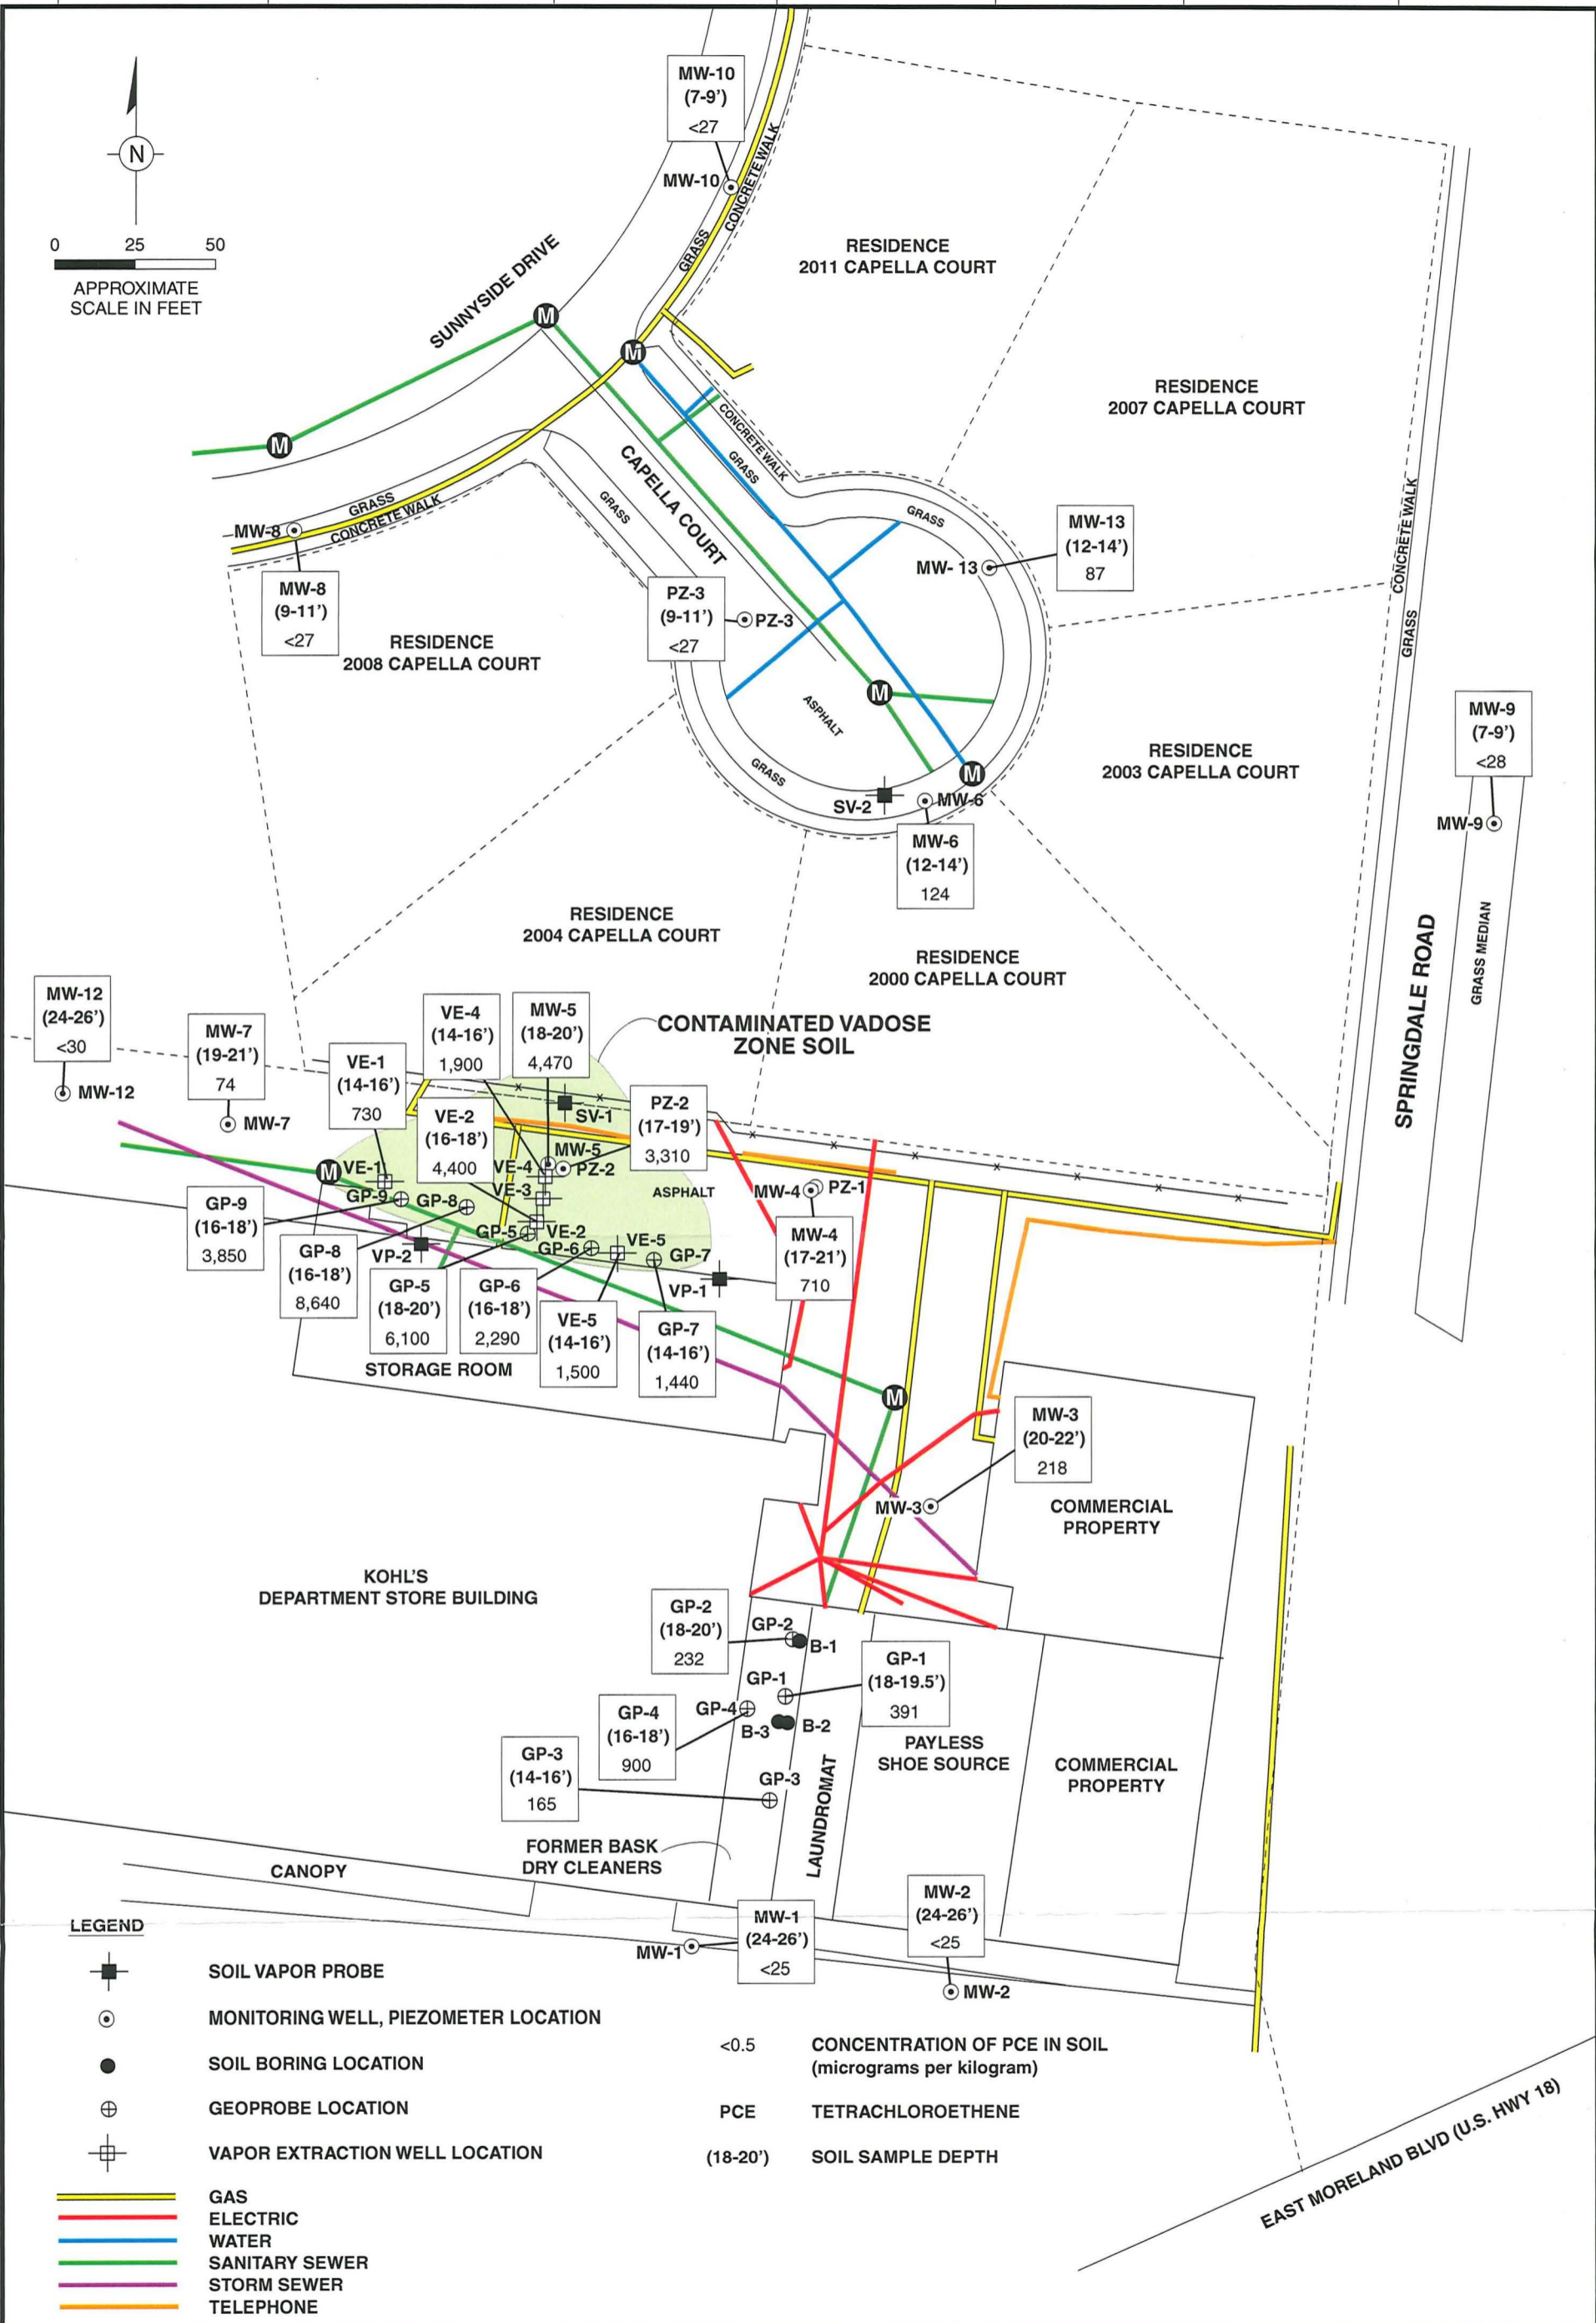 MW-10
(7-9')
<27
MW-10
CONCRETE WALK
GRASS
N
0 25 50
APPROXIMATE
SCALE IN FEET
SUNNYSIDE DRIVE
RESIDENCE
2011 CAPELLA COURT
RESIDENCE
2007 CAPELLA COURT
M
M
M
CONCRETE WALK
GRASS
CAPELLA COURT
GRASS
GRASS
CONCRETE WALK
MW-8
MW-8
(9-11')
<27
RESIDENCE
2008 CAPELLA COURT
GRASS
MW-13
(12-14')
87
MW- 13
PZ-3
(9-11')
<27
PZ-3
CONCRETE WALK
GRASS
M
ASPHALT
GRASS
M
SV-2
MW-6
MW-6
(12-14')
124
RESIDENCE
2003 CAPELLA COURT
MW-9
(7-9')
<28
MW-9
SPRINGDALE ROAD
GRASS MEDIAN
RESIDENCE
2004 CAPELLA COURT
RESIDENCE
2000 CAPELLA COURT
MW-12
(24-26')
<30
MW-12
MW-7
(19-21')
74
MW-7
VE-1
(14-16')
730
VE-4
(14-16')
1,900
MW-5
(18-20')
4,470
CONTAMINATED VADOSE
ZONE SOIL
VE-2
(16-18')
4,400
SV-1
PZ-2
(17-19')
3,310
MW-5
PZ-2
VE-4
VE-3
M
VE-1
GP-9
GP-8
GP-5
VE-2
GP-6
VE-5
GP-7
ASPHALT
MW-4
PZ-1
MW-4
(17-21')
710
VP-2
VP-1
GP-9
(16-18')
3,850
GP-8
(16-18')
8,640
GP-5
(18-20')
6,100
GP-6
(16-18')
2,290
VE-5
(14-16')
1,500
GP-7
(14-16')
1,440
STORAGE ROOM
M
MW-3
(20-22')
218
MW-3
COMMERCIAL
PROPERTY
KOHL'S
DEPARTMENT STORE BUILDING
GP-2
(18-20')
232
GP-2
B-1
GP-1
GP-1
(18-19.5')
391
GP-4
(16-18')
900
GP-4
B-3
B-2
GP-3
(14-16')
165
GP-3
LAUNDROMAT
PAYLESS
SHOE SOURCE
COMMERCIAL
PROPERTY
FORMER BASK
DRY CLEANERS
CANOPY
MW-1
(24-26')
<25
MW-1
MW-2
(24-26')
<25
MW-2
LEGEND
SOIL VAPOR PROBE
MONITORING WELL, PIEZOMETER LOCATION
SOIL BORING LOCATION
GEOPROBE LOCATION
VAPOR EXTRACTION WELL LOCATION
GAS
ELECTRIC
WATER
SANITARY SEWER
STORM SEWER
TELEPHONE
<0.5 CONCENTRATION OF PCE IN SOIL
(micrograms per kilogram)
PCE TETRACHLOROETHENE
(18-20') SOIL SAMPLE DEPTH
EAST MORELAND BLVD (U.S. HWY 18)